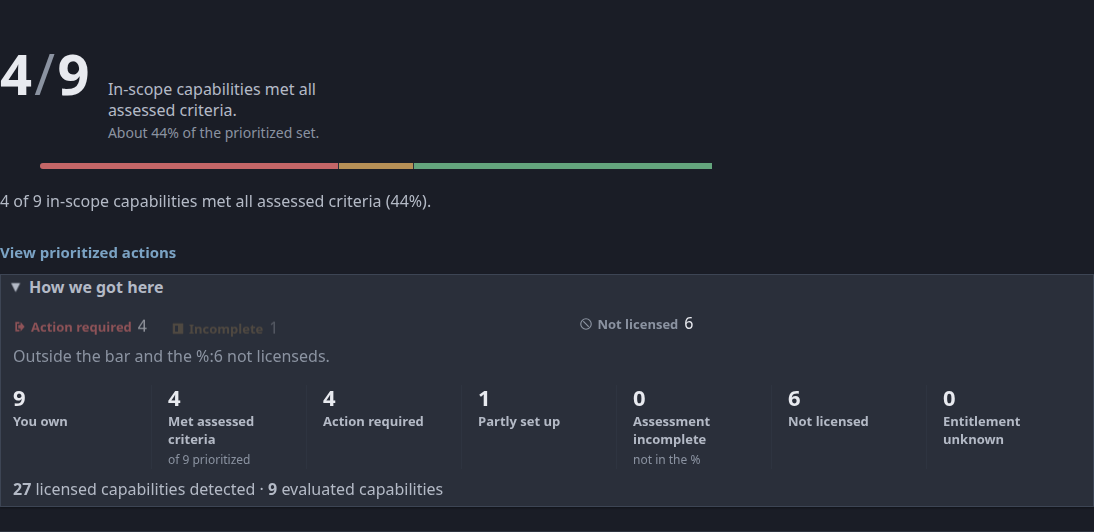 4/9
In-scope capabilities met all
assessed criteria.
About 44% of the prioritized set.
4 of 9 in-scope capabilities met all assessed criteria (44%).
View prioritized actions
▼ How we got here
Action required 4
Incomplete 1
Not licensed 6
Outside the bar and the %:6 not licenseds.
9
You own
4
Met assessed
criteria
of 9 prioritized
4
Action required
1
Partly set up
0
Assessment
incomplete
not in the %
6
Not licensed
0
Entitlement
unknown
27 licensed capabilities detected · 9 evaluated capabilities